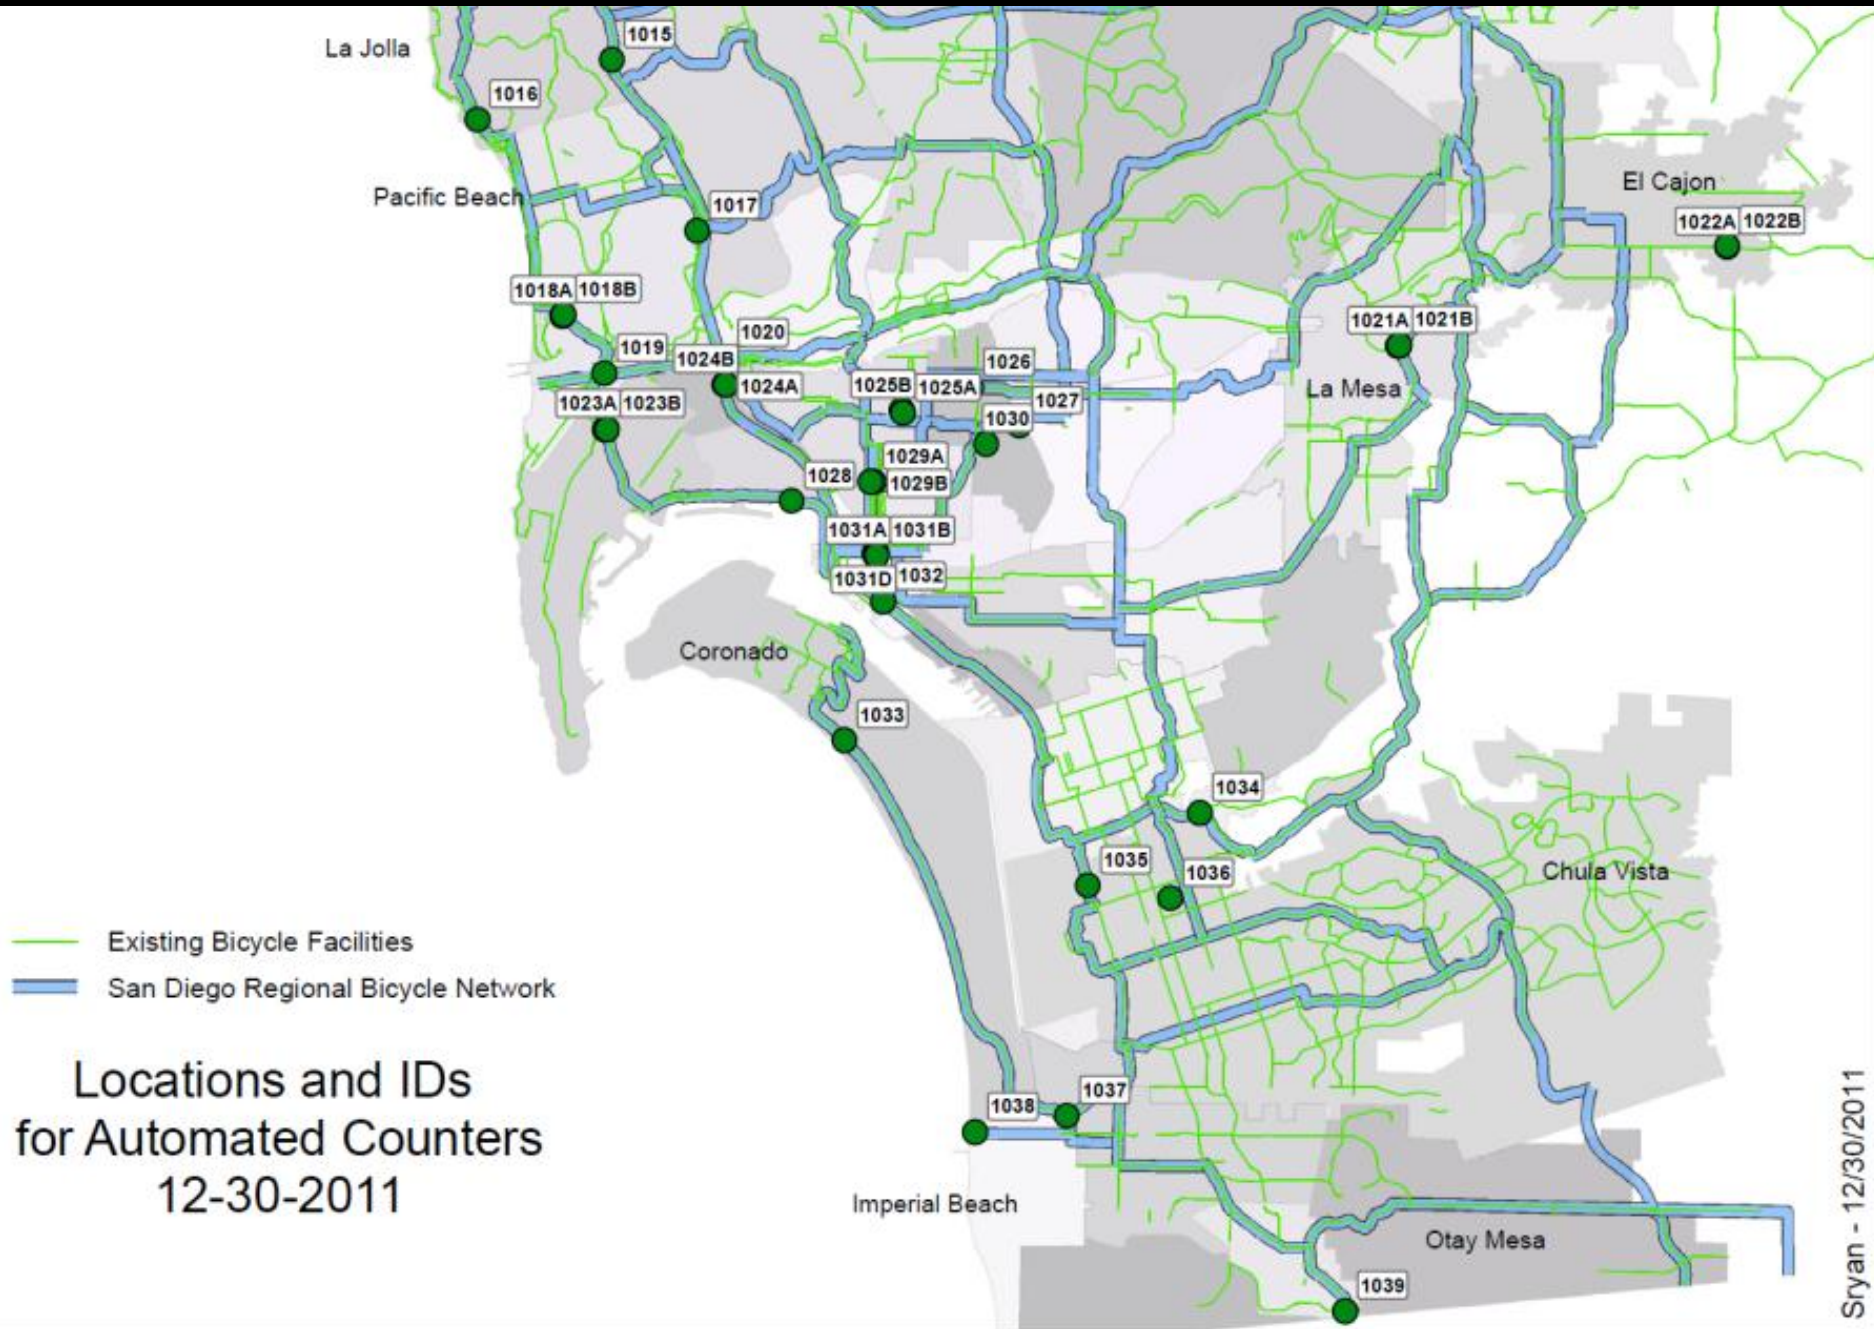 La Jolla
1015
1016
Pacific Beach
1017
El Cajon
1022A 1022B
1018A 1018B
1020
1021A 1021B
1019
1024B
1026
1024A
1025B 1025A
La Mesa
1023A 1023B
1027
1030
1029A
1028
1029B
1031A 1031B
1031D 1032
Coronado
1033
1034
1035
1036
Chula Vista
Existing Bicycle Facilities
San Diego Regional Bicycle Network
Locations and IDs
for Automated Counters
12-30-2011
1037
1038
Imperial Beach
Otay Mesa
1039
Sryan - 12/30/2011